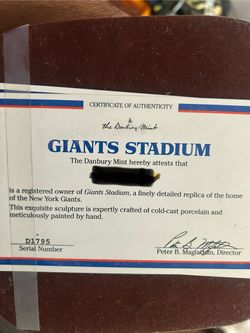 CERTIFICATE OF AUTHENTICITY
the Danbury Mint
GIANTS STADIUM
The Danbury Mint hereby attests that
is a registered owner of Giants Stadium, a finely detailed replica of the home
of the New York Giants.
This exquisite sculpture is expertly crafted of cold-cast porcelain and
meticulously painted by hand.
D1795
Serial Number
Peter B. Maglathlin, Director